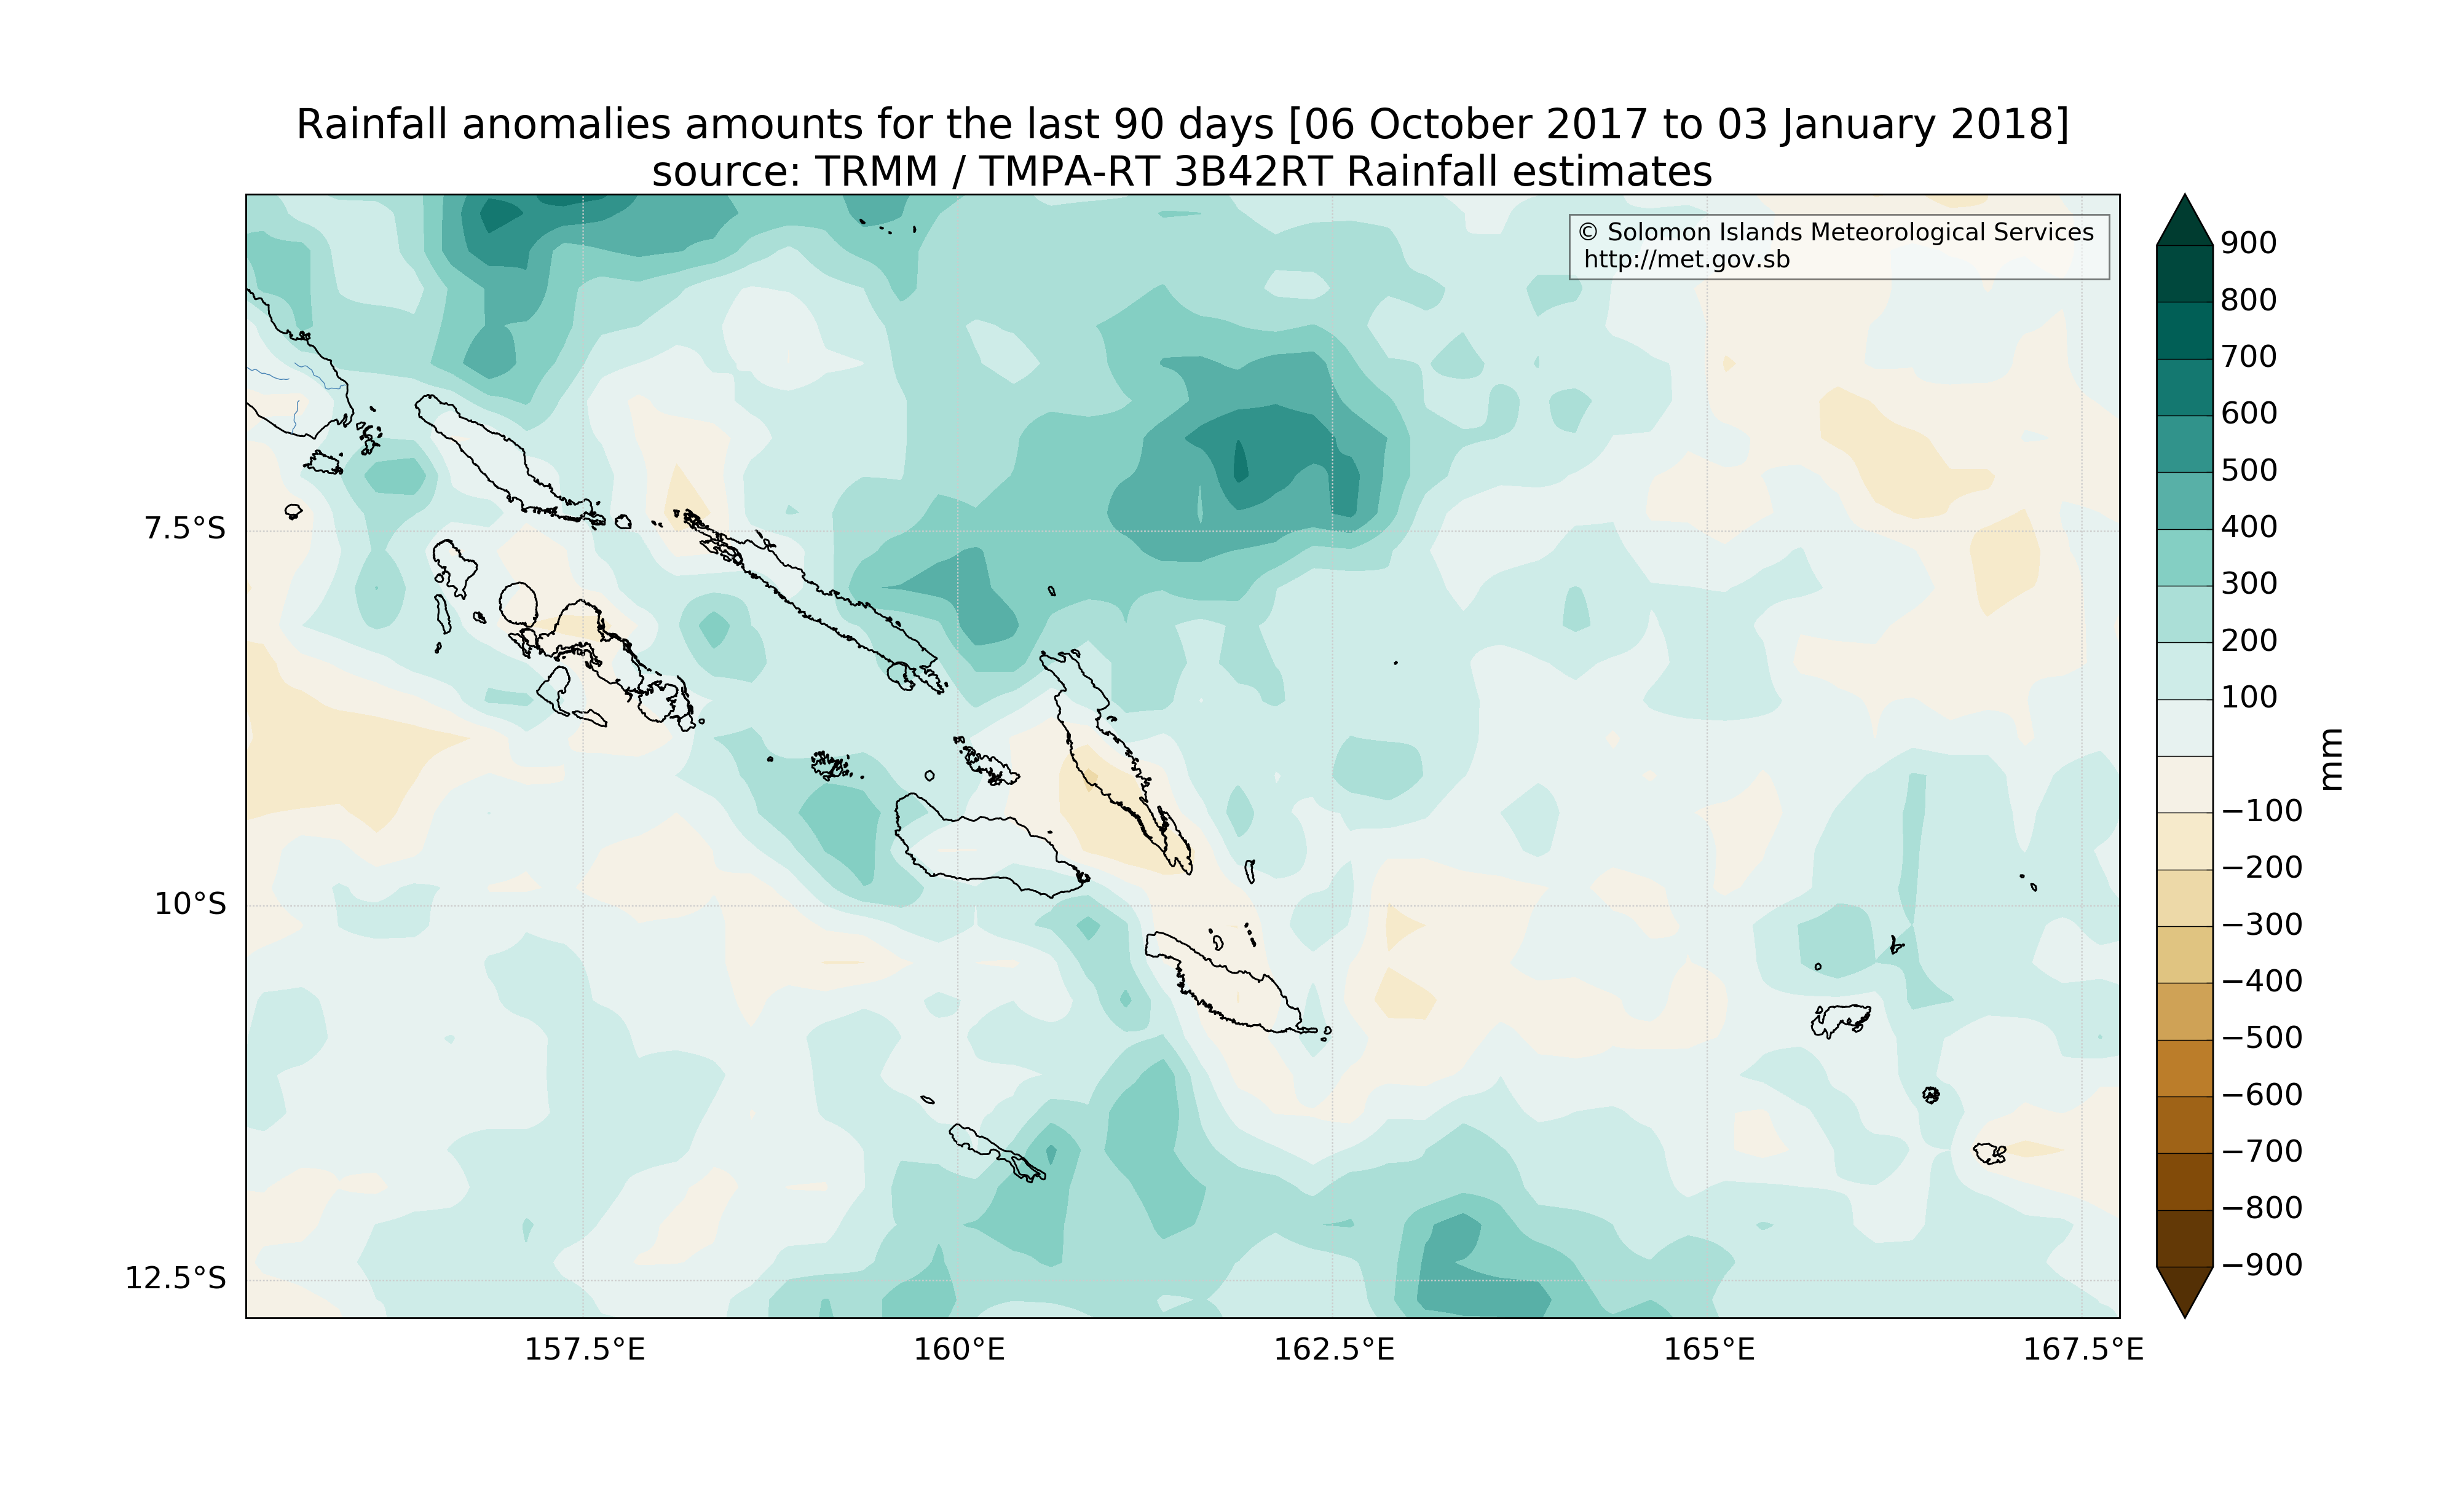 Rainfall anomalies amounts for the last 90 days [06 October 2017 to 03 January 2018]
source: TRMM / TMPA-RT 3B42RT Rainfall estimates
© Solomon Islands Meteorological Services
http://met.gov.sb
7.5°S
10°S
12.5°S
157.5°E
160°E
162.5°E
165°E
167.5°E
900
800
700
600
500
400
300
200
100
−100
−200
−300
−400
−500
−600
−700
−800
−900
mm